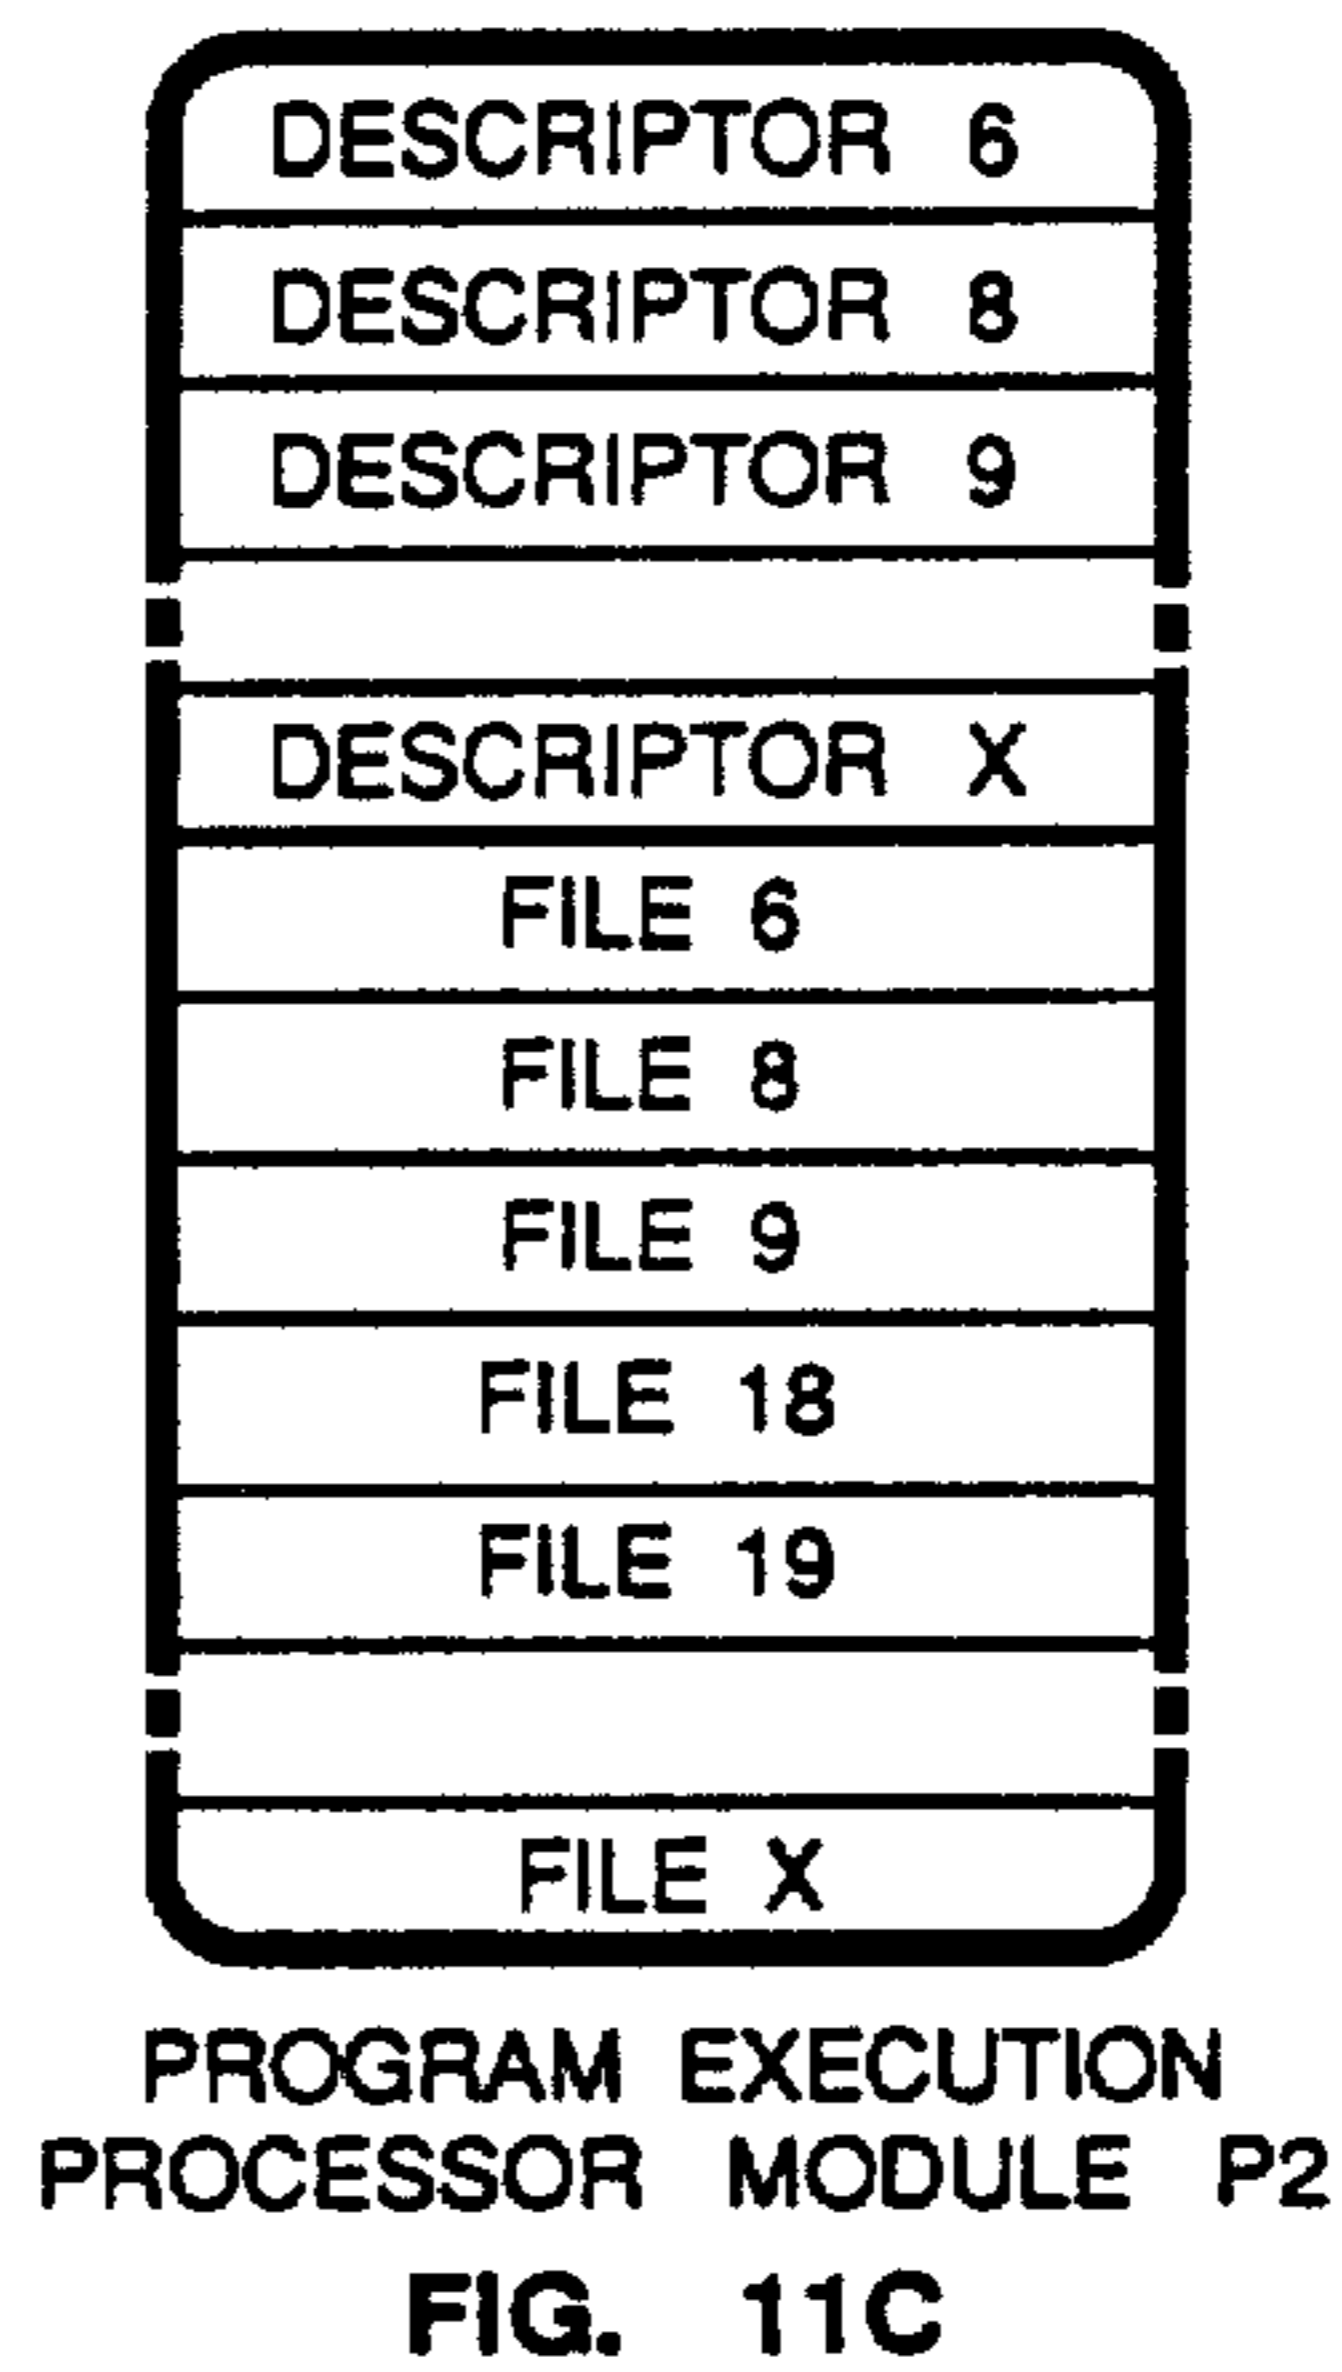 DESCRIPTOR 6
DESCRIPTOR 8
DESCRIPTOR 9
DESCRIPTOR X
FILE 6
FILE 8
FILE 9
FILE 18
FILE 19
FILE X
PROGRAM EXECUTION
PROCESSOR MODULE P2
FIG. 11C